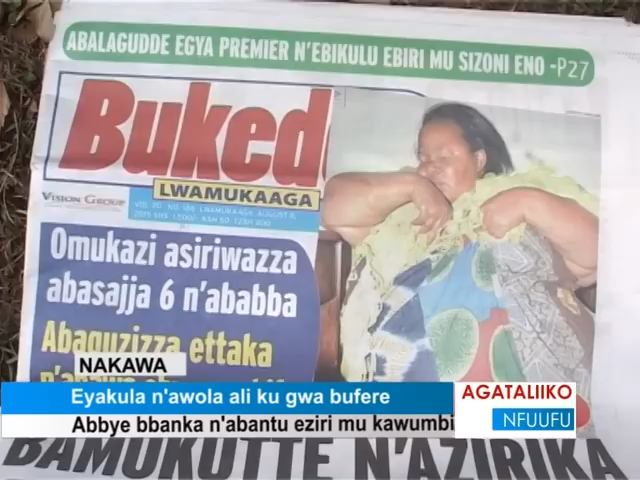 ABALAGUDDE EGYA PREMIER N'EBIKULU EBIRI MU SIZONI ENO -P27
Buked
LWAMUKAAGA
VISION GROUP
Omukazi asiriwazza
abasajja 6 n'ababba
Abaguzizza ettaka
NAKAWA
Eyakula n'awola ali ku gwa bufere
Abbye bbanka n'abantu eziri mu kawumbi
AGATALIIKO
NFUUFU
BAMUKUTTE N'AZIRIKA